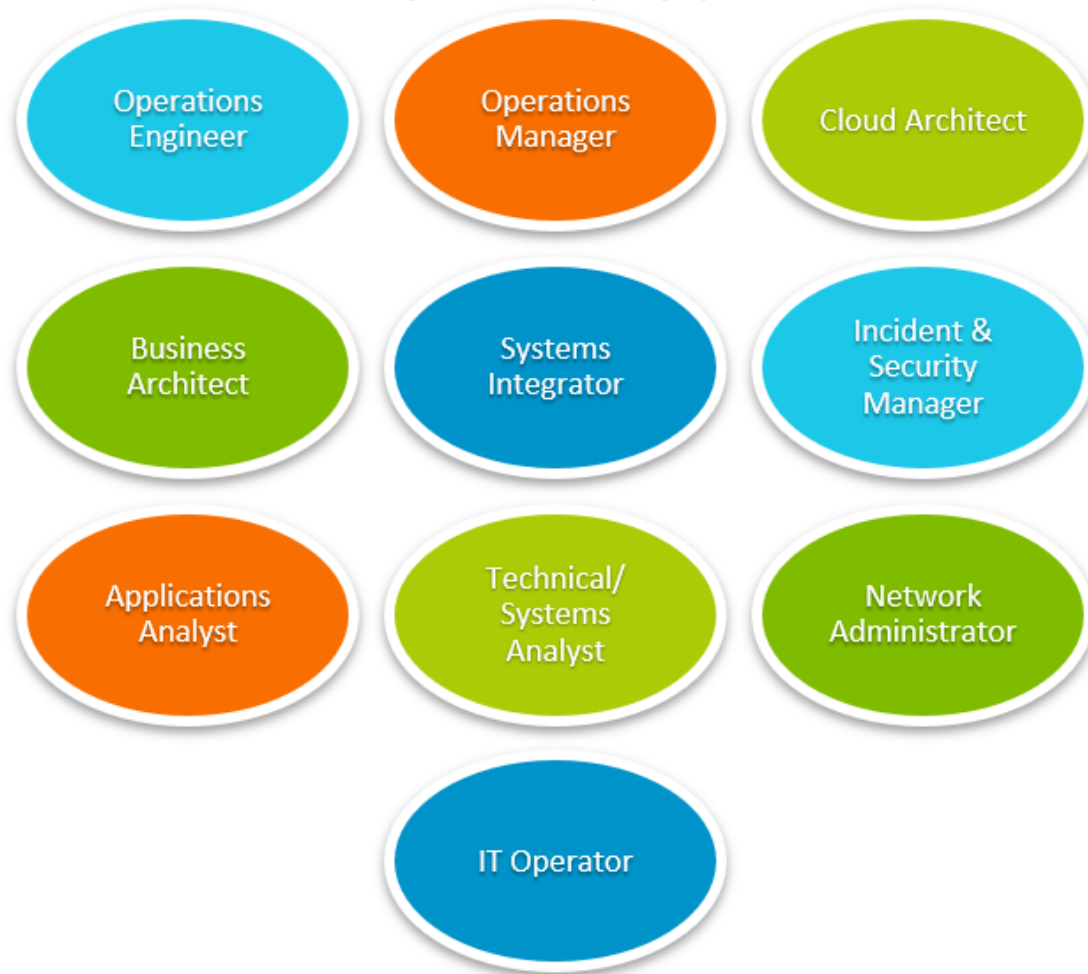 Operations
Engineer
Operations
Manager
Cloud Architect
Business
Architect
Systems
Integrator
Incident &
Security
Manager
Applications
Analyst
Technical/
Systems
Analyst
Network
Administrator
IT Operator